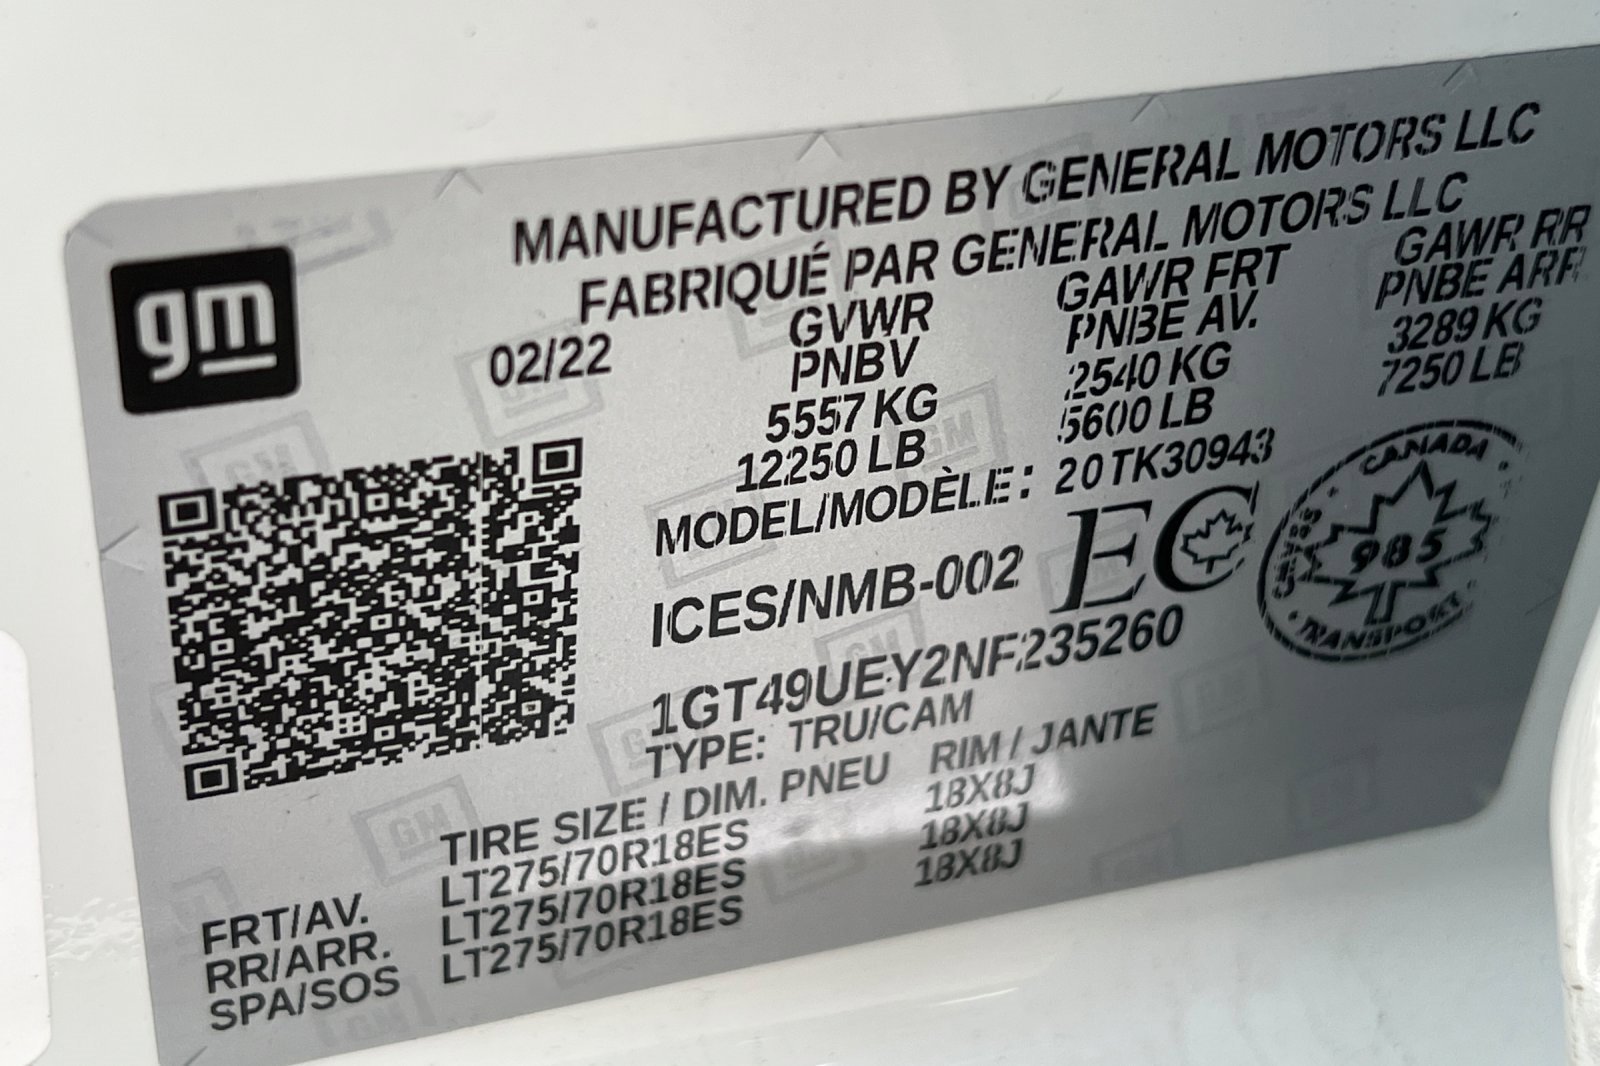 gm
MANUFACTURED BY GENERAL MOTORS LLC
FABRIQUÉ PAR GENERAL MOTORS LLC
02/22
GVWR
PNBV
5557 KG
12250 LB
GAWR FRT
PNBE AV.
2540 KG
5600 LB
GAWR RR
PNBE ARR
3289 KG
7250 LB
MODEL/MODÈLE: 20TK30943
ICES/NMB-002
EC
CANADA
985
TRANSPORT
1GT49UEY2NF235260
TYPE: TRU/CAM
TIRE SIZE / DIM. PNEU RIM / JANTE
FRT/AV. LT275/70R18ES 18X8J
RR/ARR. LT275/70R18ES 18X8J
SPA/SOS LT275/70R18ES 18X8J